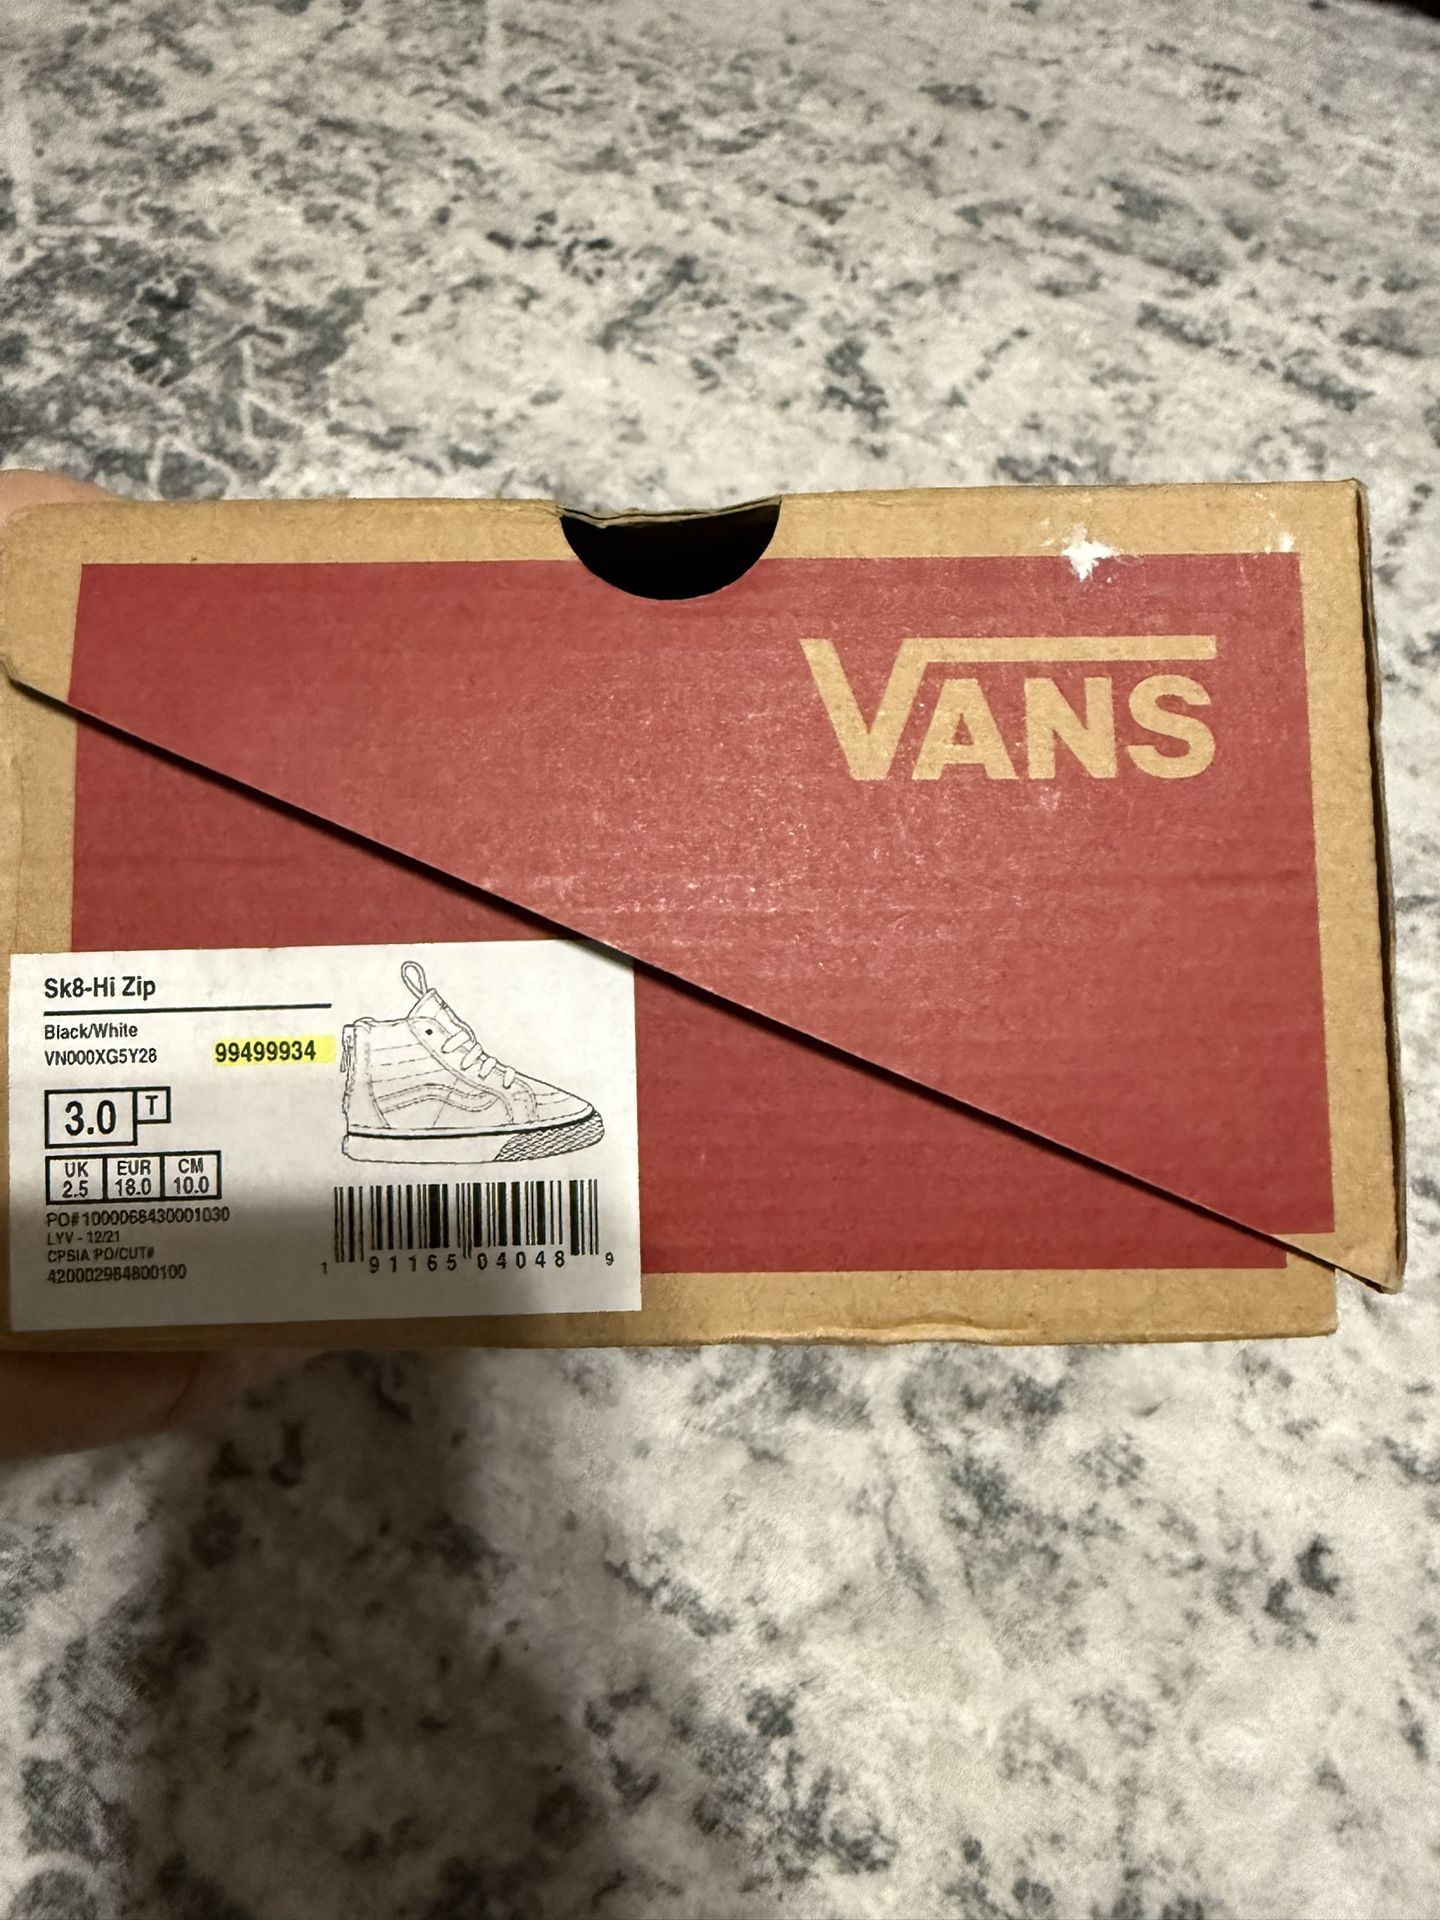 VANS
Sk8-Hi Zip
Black/White
VN000XG5Y28
99499934
3.0 T
UK EUR CM
2.5 18.0 10.0
PO# 1000068430001030
LYV - 12/21
CPSIA PO/CUT#
420002984800100
1 91165 04048 9